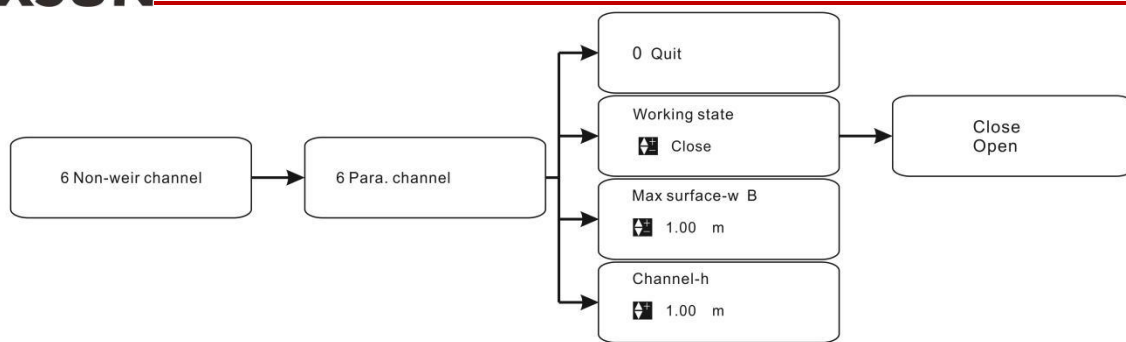 6 Non-weir channel
6 Para. channel
0 Quit
Working state
Close
Close
Open
Max surface-w B
1.00 m
Channel-h
1.00 m